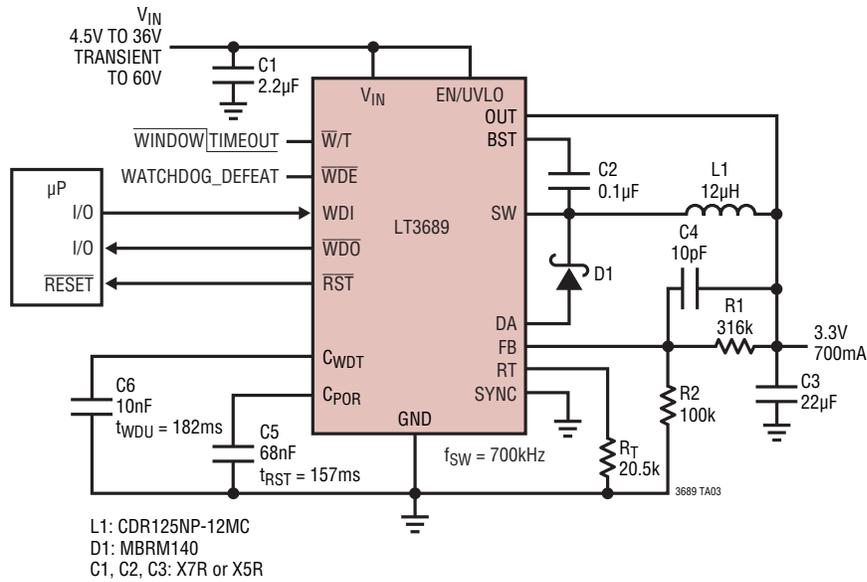 VIN
4.5V TO 36V
TRANSIENT
TO 60V
C1
2.2µF
VIN
EN/UVLO
OUT
BST
WINDOW TIMEOUT
W/T
WATCHDOG_DEFEAT
WDE
µP
I/O
WDI
I/O
WDO
RESET
RST
LT3689
SW
C2
0.1µF
L1
12µH
C4
10pF
D1
R1
316k
DA
FB
RT
SYNC
3.3V
700mA
CWDT
CPOR
C6
10nF
tWDU = 182ms
C5
68nF
tRST = 157ms
GND
fSW = 700kHz
RT
20.5k
R2
100k
C3
22µF
3689 TA03
L1: CDR125NP-12MC
D1: MBRM140
C1, C2, C3: X7R or X5R